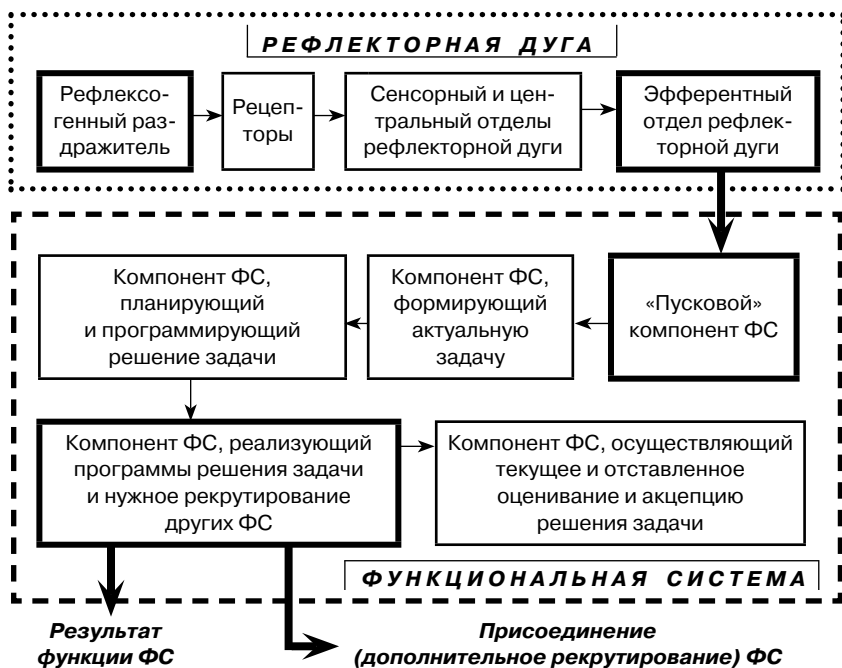 РЕФЛЕКТОРНАЯ ДУГА
Рефлексо-
генный раз-
дражитель
Рецеп-
торы
Сенсорный и цен-
тральный отделы
рефлекторной дуги
Эфферентный
отдел рефлек-
торной дуги
Компонент ФС,
планирующий
и программирующий
решение задачи
Компонент ФС,
формирующий
актуальную
задачу
«Пусковой»
компонент ФС
Компонент ФС, реализующий
программы решения задачи
и нужное рекрутирование
других ФС
Компонент ФС, осуществляющий
текущее и отставленное
оценивание и акцепцию
решения задачи
ФУНКЦИОНАЛЬНАЯ СИСТЕМА
Результат
функции ФС
Присоединение
(дополнительное рекрутирование) ФС